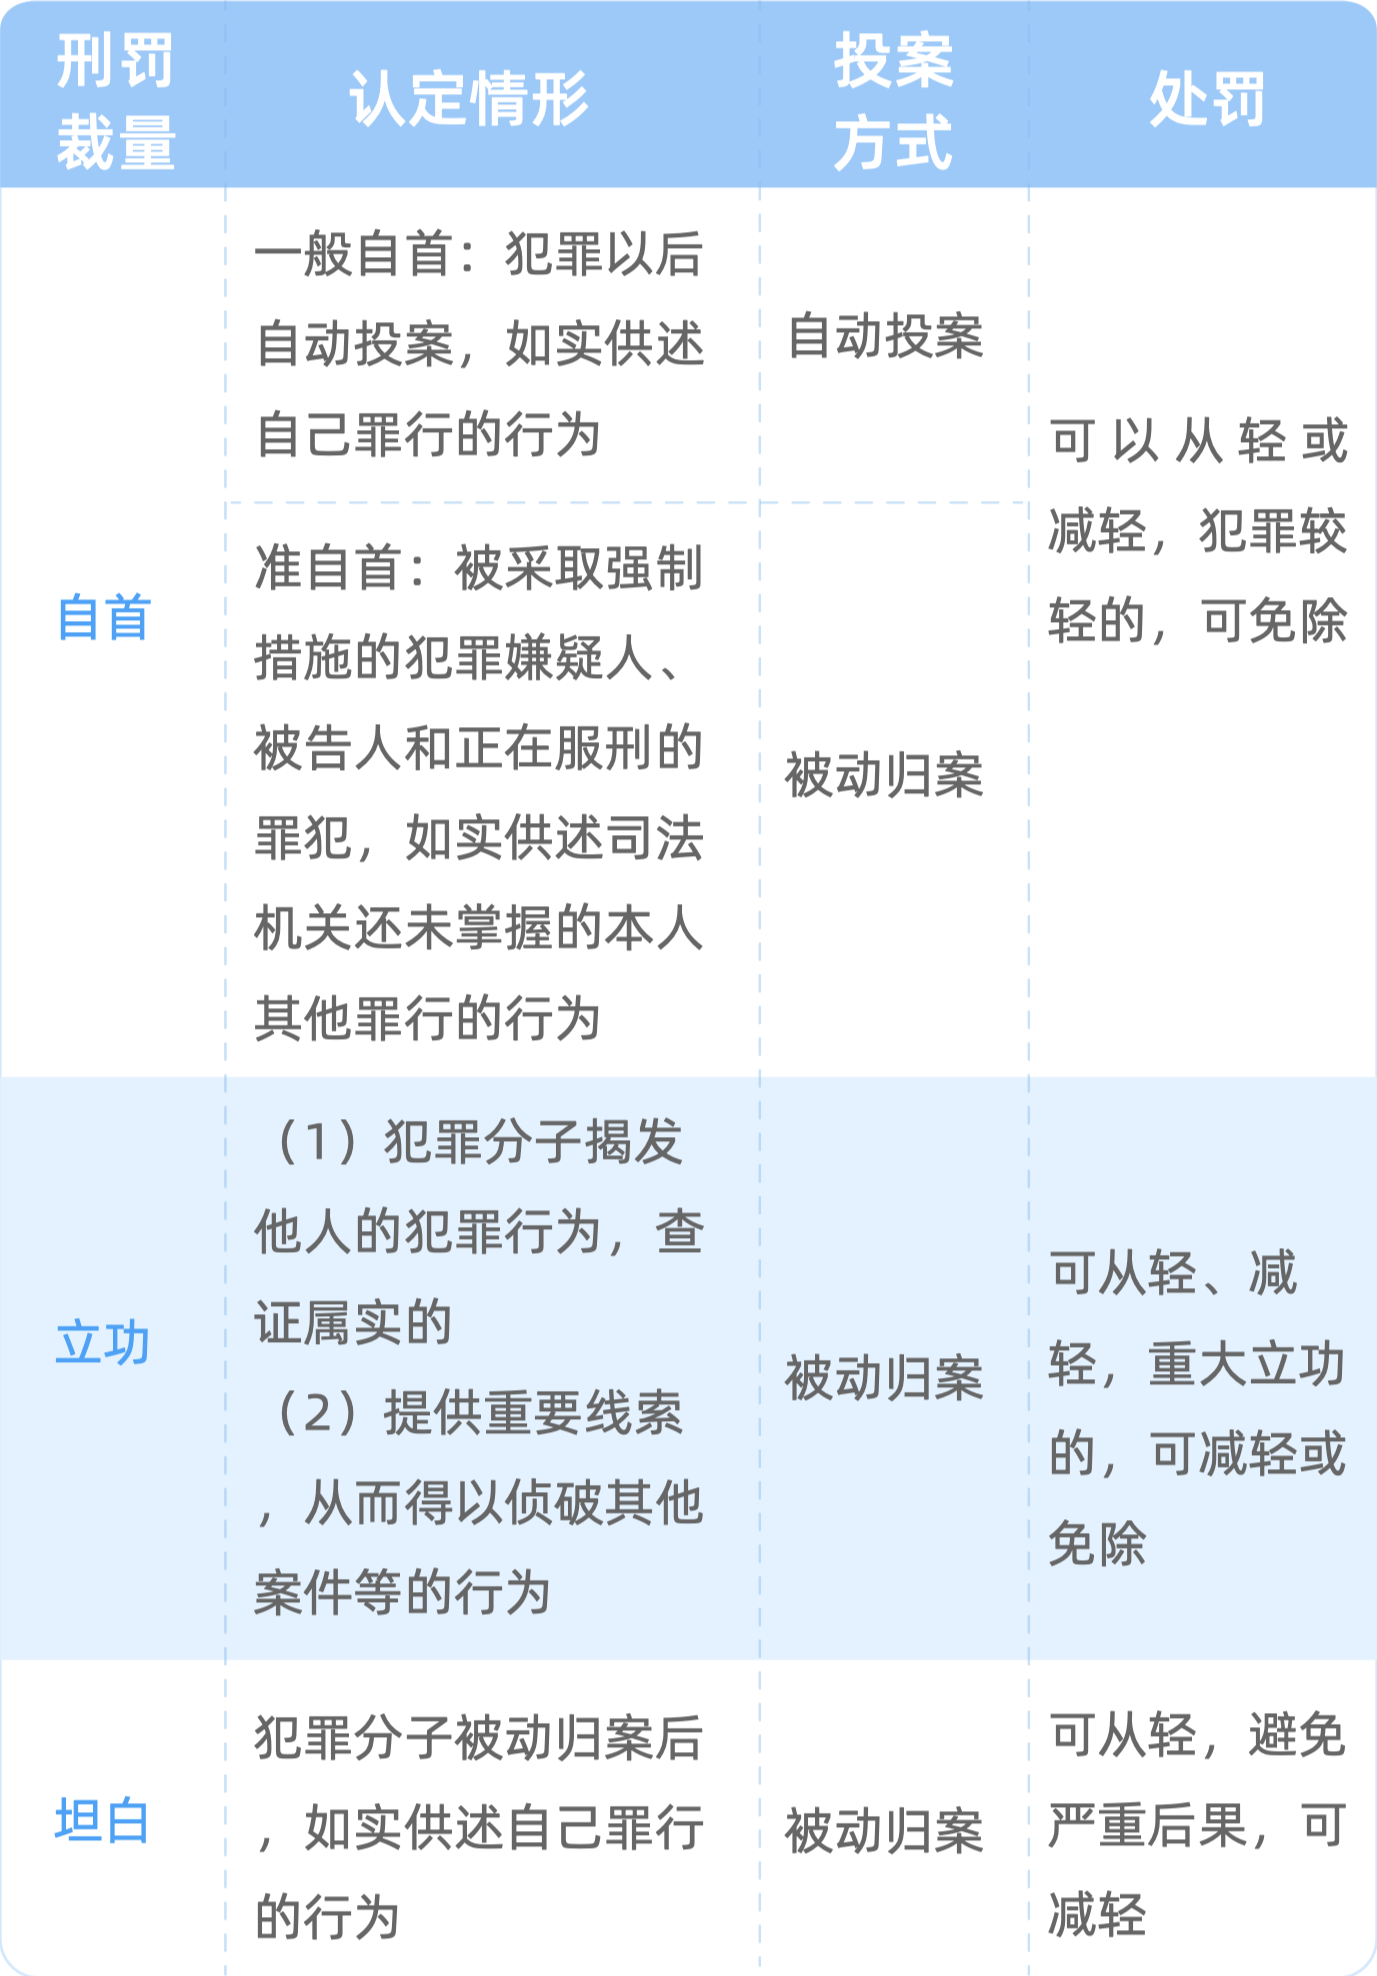 刑罚
裁量
认定情形
投案
方式
处罚
自首
一般自首：犯罪以后
自动投案，如实供述
自己罪行的行为
自动投案
准自首：被采取强制
措施的犯罪嫌疑人、
被告人和正在服刑的
罪犯，如实供述司法
机关还未掌握的本人
其他罪行的行为
被动归案
可以从轻或
减轻，犯罪较
轻的，可免除
立功
（1）犯罪分子揭发
他人的犯罪行为，查
证属实的
（2）提供重要线索
，从而得以侦破其他
案件等的行为
被动归案
可从轻、减
轻，重大立功
的，可减轻或
免除
坦白
犯罪分子被动归案后
，如实供述自己罪行
的行为
被动归案
可从轻，避免
严重后果，可
减轻